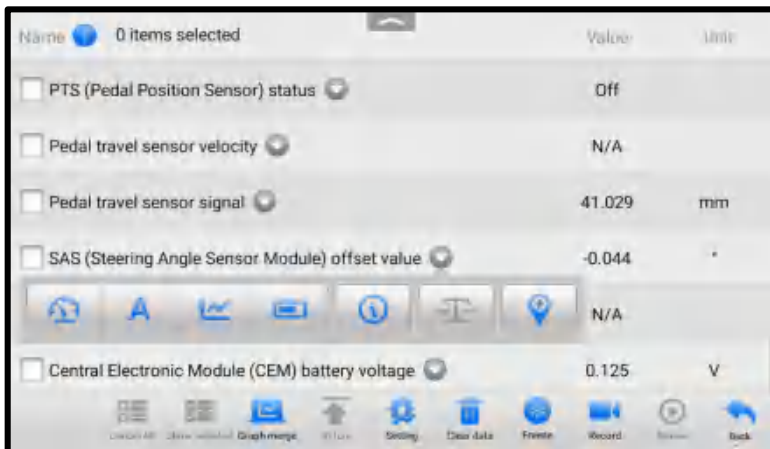 Name 0 items selected Value Unit
PTS (Pedal Position Sensor) status Off
Pedal travel sensor velocity N/A
Pedal travel sensor signal 41.029 mm
SAS (Steering Angle Sensor Module) offset value -0.044 °
A N/A
Central Electronic Module (CEM) battery voltage 0.125 V
Graph merge To Top Setting Clear data Freeze Record Back